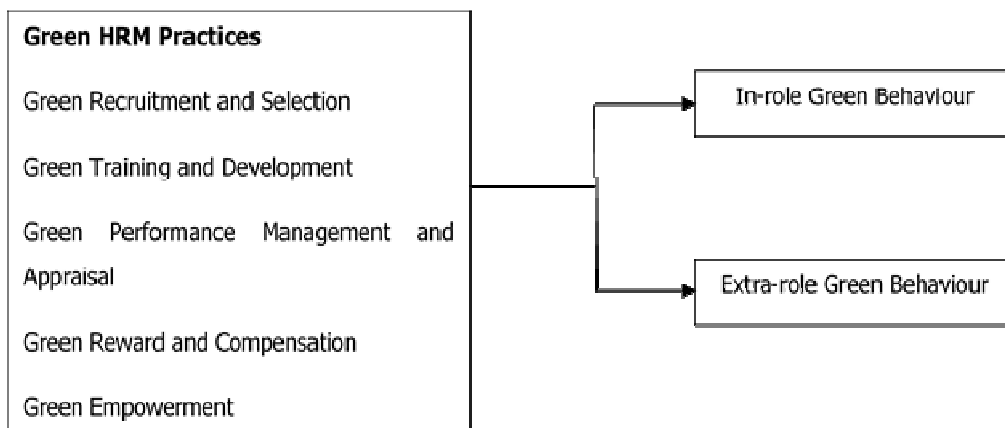 Green HRM Practices
Green Recruitment and Selection
Green Training and Development
Green Performance Management and
Appraisal
Green Reward and Compensation
Green Empowerment
In-role Green Behaviour
Extra-role Green Behaviour